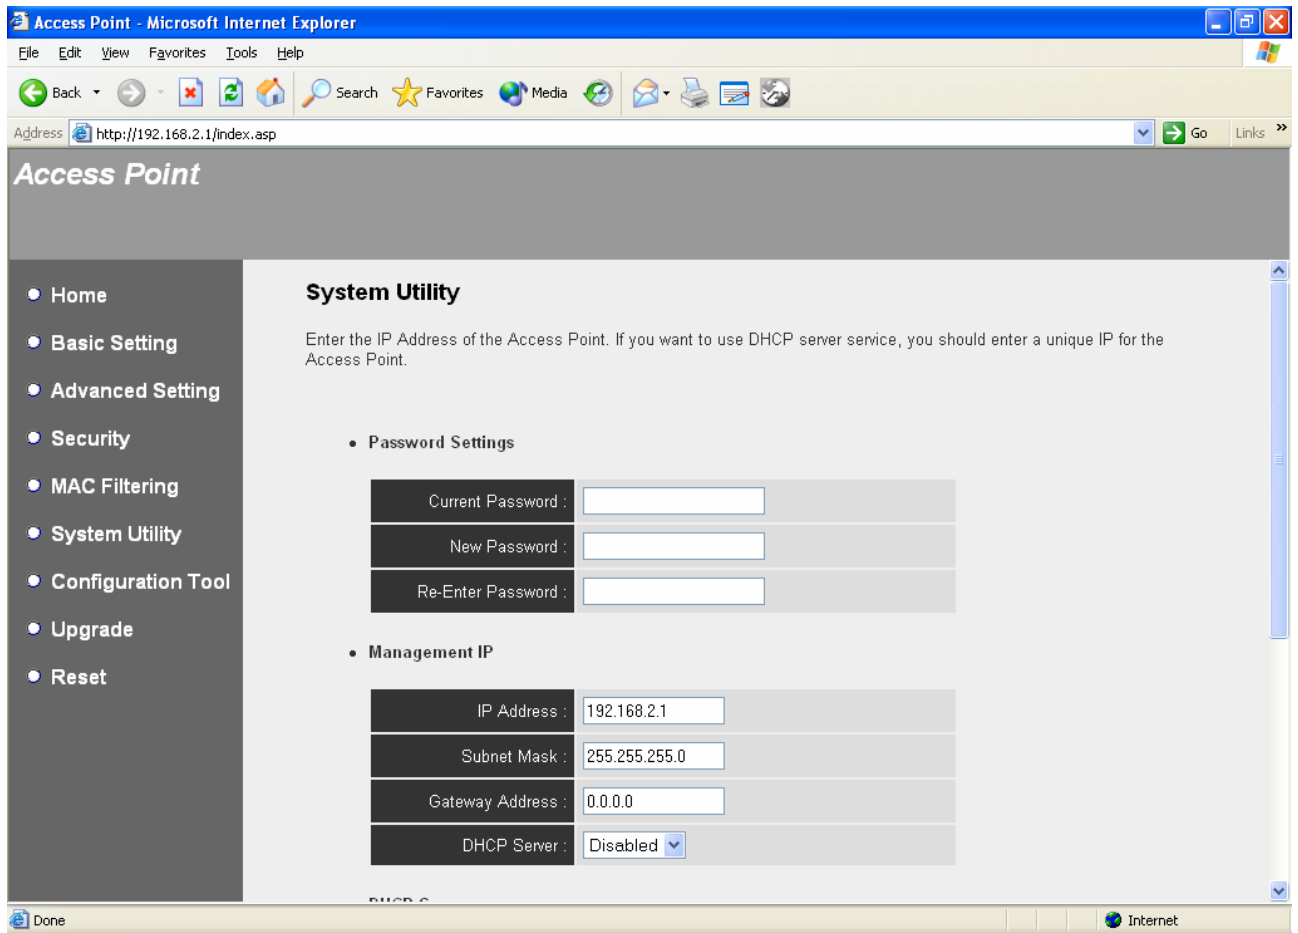 Access Point - Microsoft Internet Explorer
File Edit View Favorites Tools Help
Back Search Favorites Media
Address http://192.168.2.1/index.asp Go Links »
Access Point
Home
Basic Setting
Advanced Setting
Security
MAC Filtering
System Utility
Configuration Tool
Upgrade
Reset
System Utility
Enter the IP Address of the Access Point. If you want to use DHCP server service, you should enter a unique IP for the
Access Point.
Password Settings
Current Password :
New Password :
Re-Enter Password :
Management IP
IP Address : 192.168.2.1
Subnet Mask : 255.255.255.0
Gateway Address : 0.0.0.0
DHCP Server : Disabled
Done Internet